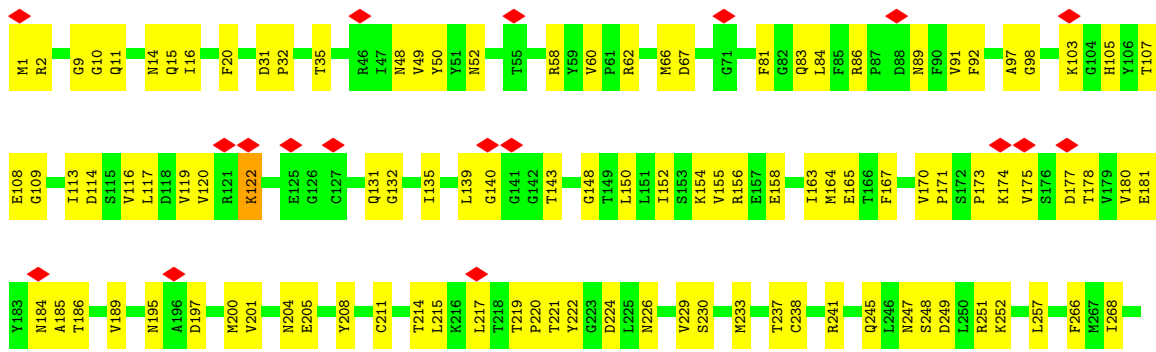 M1 R2 G9 G10 Q11 N14 Q15 I16 F20 D31 P32 T35 R46 I47 N48 V49 Y50 Y51 N52 T55 R58 Y59 V60 P61 R62 M66 D67 G71 F81 G82 Q83 L84 F85 R86 P87 D88 N89 F90 V91 F92 A97 G98 K103 G104 H105 Y106 T107
E108 G109 I113 D114 S115 V116 L117 D118 V119 V120 R121 K122 E125 G126 C127 Q131 G132 I135 L139 G140 G141 G142 T143 G148 T149 L150 L151 I152 S153 K154 V155 R156 E157 E158 I163 M164 E165 T166 F167 V170 P171 S172 P173 K174 V175 S176 D177 T178 V179 V180 E181
Y183 N184 A185 T186 V189 N195 A196 D197 M200 V201 N204 E205 Y208 C211 T214 L215 K216 L217 T218 T219 P220 T221 Y222 G223 D224 L225 N226 V229 S230 M233 T237 C238 R241 Q245 L246 N247 S248 D249 L250 R251 K252 L257 F266 M267 I268